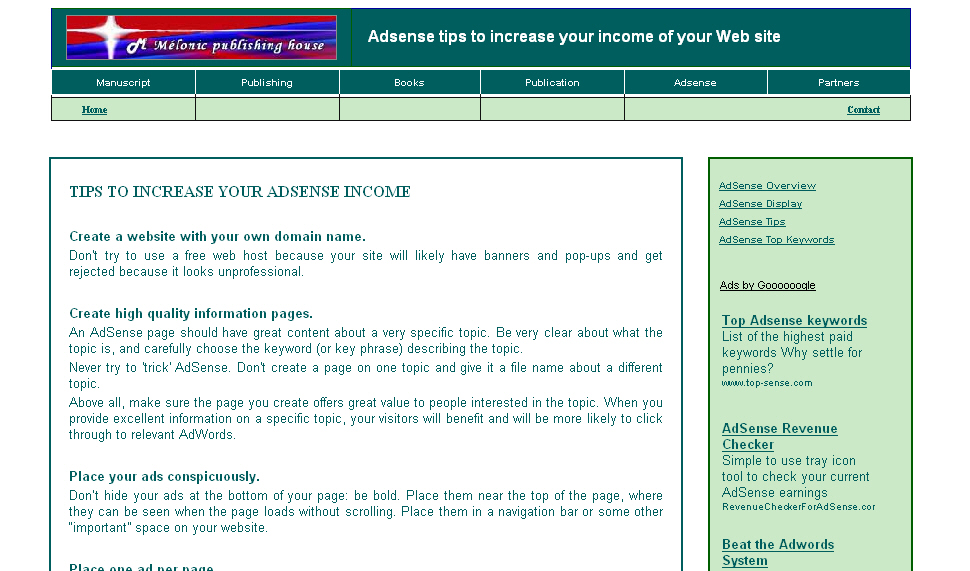 M Mélonic publishing house
Adsense tips to increase your income of your Web site
Manuscript Publishing Books Publication Adsense Partners
Home Contact
TIPS TO INCREASE YOUR ADSENSE INCOME
Create a website with your own domain name.
Don't try to use a free web host because your site will likely have banners and pop-ups and get
rejected because it looks unprofessional.
Create high quality information pages.
An AdSense page should have great content about a very specific topic. Be very clear about what the
topic is, and carefully choose the keyword (or key phrase) describing the topic.
Never try to 'trick' AdSense. Don't create a page on one topic and give it a file name about a different
topic.
Above all, make sure the page you create offers great value to people interested in the topic. When you
provide excellent information on a specific topic, your visitors will benefit and will be more likely to click
through to relevant AdWords.
Place your ads conspicuously.
Don't hide your ads at the bottom of your page: be bold. Place them near the top of the page, where
they can be seen when the page loads without scrolling. Place them in a navigation bar or some other
"important" space on your website.
Place one ad per page
AdSense Overview
AdSense Display
AdSense Tips
AdSense Top Keywords
Ads by Goooooogle
Top Adsense keywords
List of the highest paid
keywords Why settle for
pennies?
www.top-sense.com
AdSense Revenue
Checker
Simple to use tray icon
tool to check your current
AdSense earnings
RevenueCheckerForAdSense.cor
Beat the Adwords
System